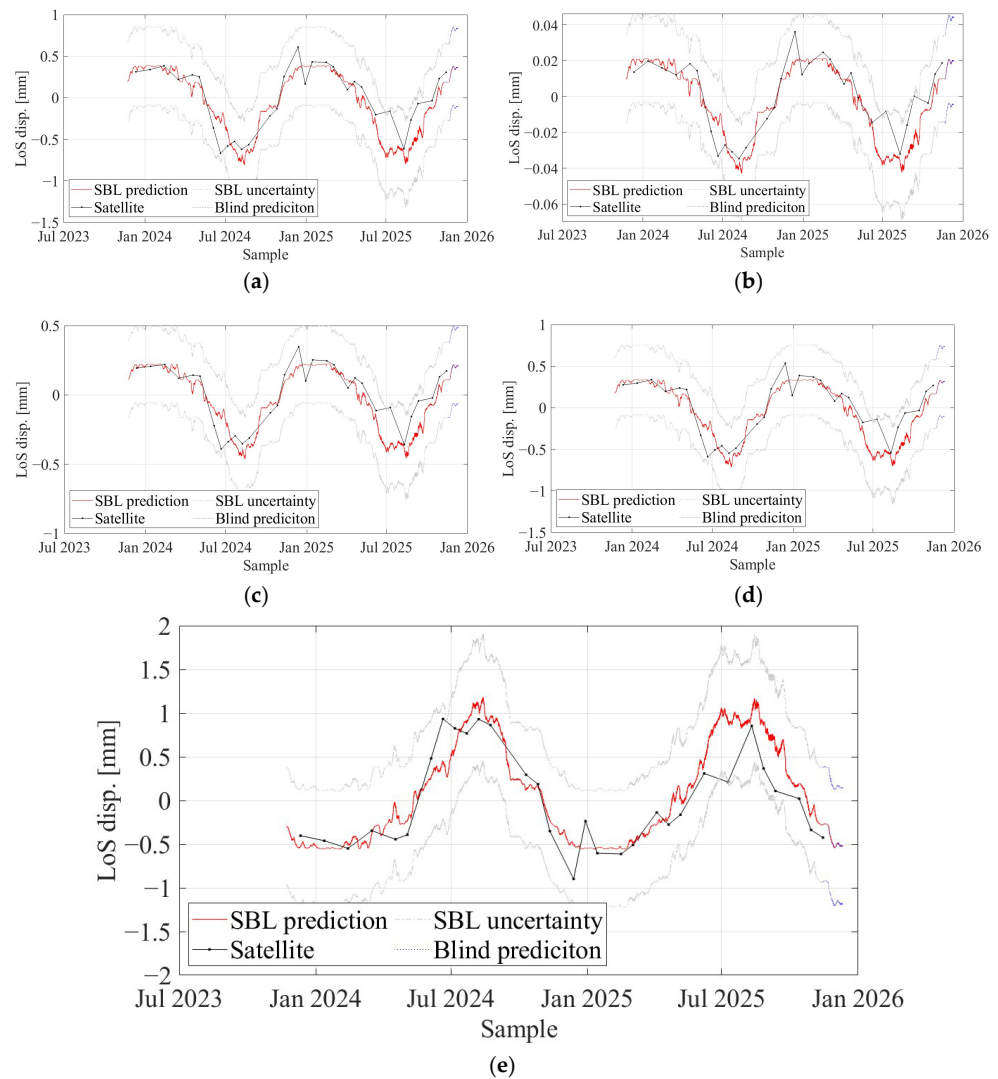 1
0.5
0
−0.5
−1
−1.5
LoS disp. [mm]
SBL prediction
SBL uncertainty
Satellite
Blind prediciton
Jul 2023
Jan 2024
Jul 2024
Jan 2025
Jul 2025
Jan 2026
Sample
(a)
0.04
0.02
0
−0.02
−0.04
−0.06
LoS disp. [mm]
SBL prediction
SBL uncertainty
Satellite
Blind prediciton
Jul 2023
Jan 2024
Jul 2024
Jan 2025
Jul 2025
Jan 2026
Sample
(b)
0.5
0
−0.5
−1
LoS disp. [mm]
SBL prediction
SBL uncertainty
Satellite
Blind prediciton
Jul 2023
Jan 2024
Jul 2024
Jan 2025
Jul 2025
Jan 2026
Sample
(c)
1
0.5
0
−0.5
−1
−1.5
LoS disp. [mm]
SBL prediction
SBL uncertainty
Satellite
Blind prediciton
Jul 2023
Jan 2024
Jul 2024
Jan 2025
Jul 2025
Jan 2026
Sample
(d)
2
1.5
1
0.5
0
−0.5
−1
−1.5
−2
LoS disp. [mm]
SBL prediction
SBL uncertainty
Satellite
Blind prediciton
Jul 2023
Jan 2024
Jul 2024
Jan 2025
Jul 2025
Jan 2026
Sample
(e)